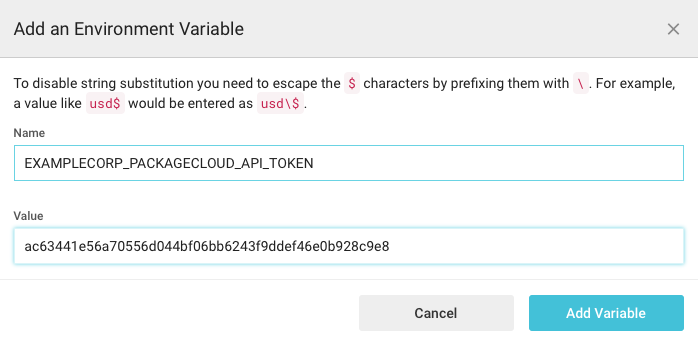 Add an Environment Variable
To disable string substitution you need to escape the $ characters by prefixing them with \. For example,
a value like usd$ would be entered as usd\$.
Name
EXAMPLECORP_PACKAGECLOUD_API_TOKEN
Value
ac63441e56a70556d044bf06bb6243f9ddef46e0b928c9e8
Cancel
Add Variable